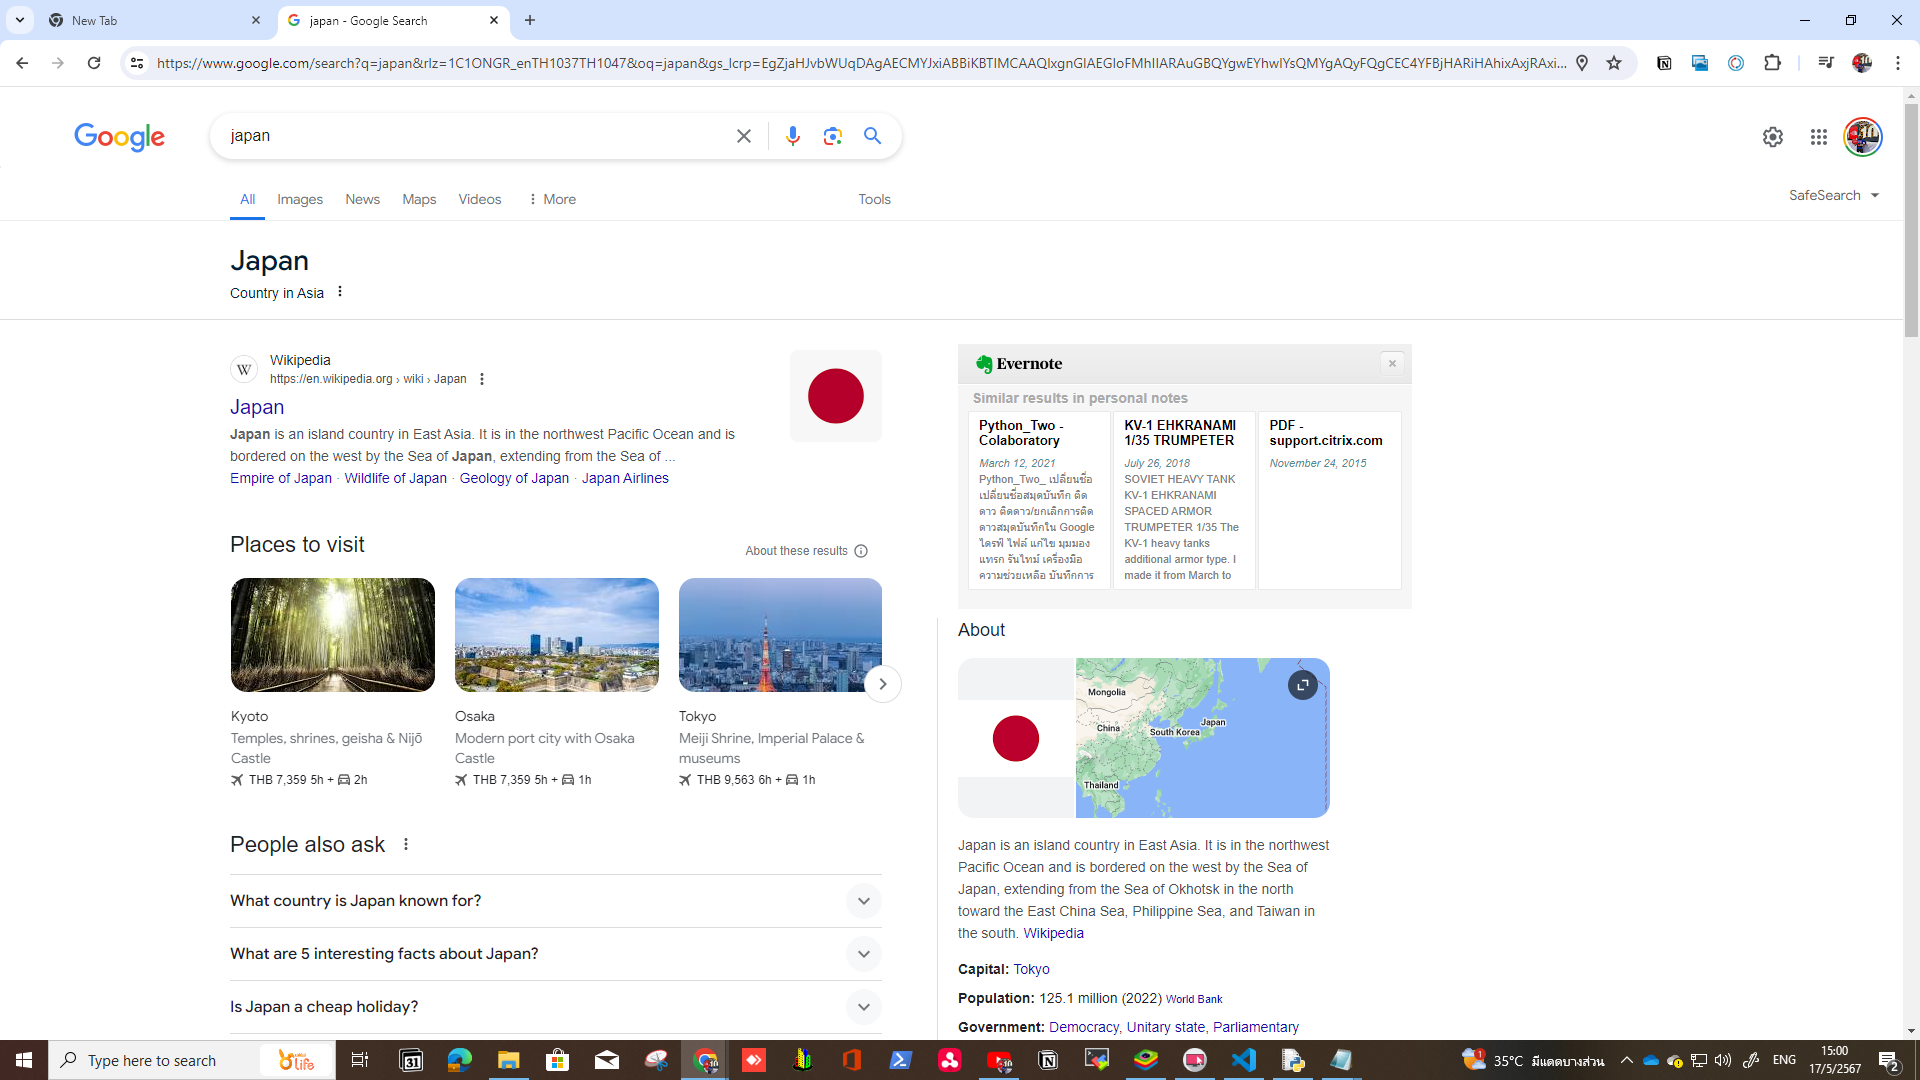 New Tab
japan - Google Search
https://www.google.com/search?q=japan&rlz=1C1ONGR_enTH1037TH1047&oq=japan&gs_lcrp=EgZjaHJvbWUqDAgAECMYJxiABBiKBTIMCAAQIxgnGIAEGIoFMhIIARAuGBQYgwEYhwIYsQMYgAQyFQgCEC4YFBjHARiHAhixAxjRAxi...
Google
japan
All Images News Maps Videos More Tools
SafeSearch
Japan
Country in Asia
Wikipedia
https://en.wikipedia.org › wiki › Japan
Japan
Japan is an island country in East Asia. It is in the northwest Pacific Ocean and is
bordered on the west by the Sea of Japan, extending from the Sea of ...
Empire of Japan · Wildlife of Japan · Geology of Japan · Japan Airlines
Places to visit
About these results
Kyoto
Temples, shrines, geisha & Nijō
Castle
THB 7,359 5h + 2h
Osaka
Modern port city with Osaka
Castle
THB 7,359 5h + 1h
Tokyo
Meiji Shrine, Imperial Palace &
museums
THB 9,563 6h + 1h
People also ask
What country is Japan known for?
What are 5 interesting facts about Japan?
Is Japan a cheap holiday?
Evernote
Similar results in personal notes
Python_Two -
Colaboratory
March 12, 2021
Python_Two_ เปลี่ยนชื่อ
เปลี่ยนชื่อสมุดบันทึก ติด
ดาว ติดดาว/ยกเลิกการติด
ดาวสมุดบันทึกใน Google
ไดรฟ์ ไฟล์ แก้ไข มุมมอง
แทรก รันไทม์ เครื่องมือ
ความช่วยเหลือ บันทึกการ
KV-1 EHKRANAMI
1/35 TRUMPETER
July 26, 2018
SOVIET HEAVY TANK
KV-1 EHKRANAMI
SPACED ARMOR
TRUMPETER 1/35 The
KV-1 heavy tanks
additional armor type. I
made it from March to
PDF -
support.citrix.com
November 24, 2015
About
Mongolia
China
Japan
South Korea
Thailand
Japan is an island country in East Asia. It is in the northwest
Pacific Ocean and is bordered on the west by the Sea of
Japan, extending from the Sea of Okhotsk in the north
toward the East China Sea, Philippine Sea, and Taiwan in
the south. Wikipedia
Capital: Tokyo
Population: 125.1 million (2022) World Bank
Government: Democracy, Unitary state, Parliamentary
Type here to search
life
35°C มีแดดบางส่วน
ENG
15:00
17/5/2567
2